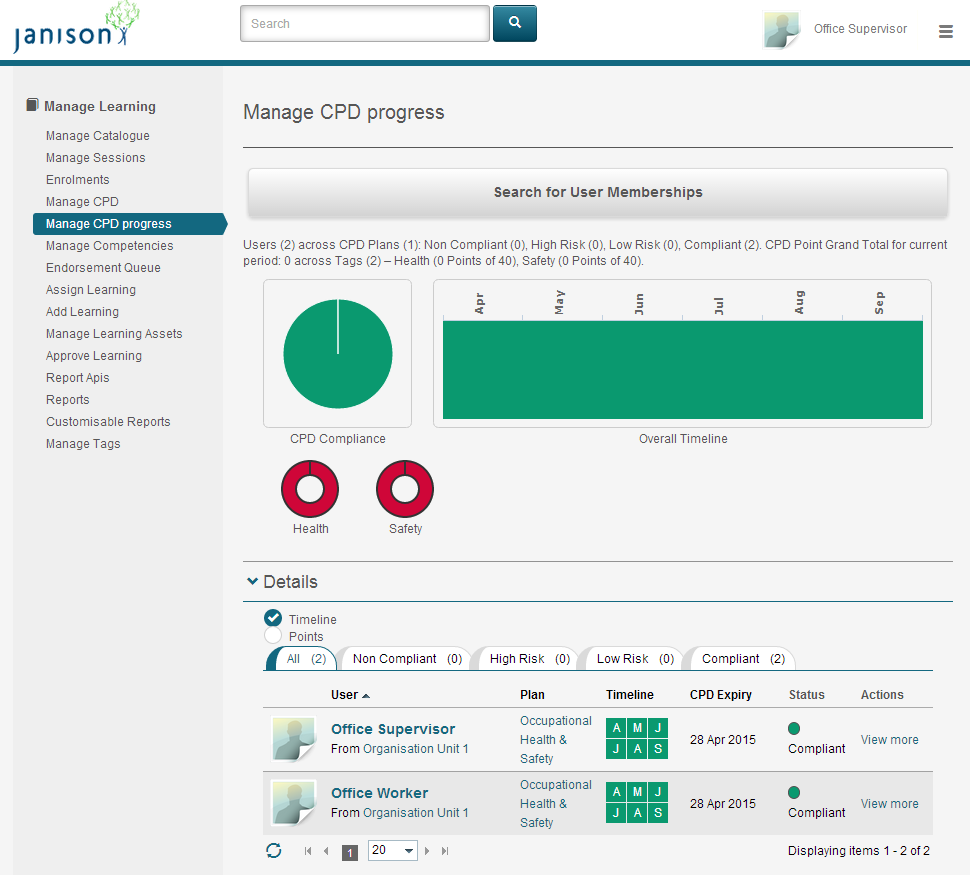 janison
Search
Office Supervisor
Manage Learning
Manage Catalogue
Manage Sessions
Enrolments
Manage CPD
Manage CPD progress
Manage Competencies
Endorsement Queue
Assign Learning
Add Learning
Manage Learning Assets
Approve Learning
Report Apis
Reports
Customisable Reports
Manage Tags
Manage CPD progress
Search for User Memberships
Users (2) across CPD Plans (1): Non Compliant (0), High Risk (0), Low Risk (0), Compliant (2). CPD Point Grand Total for current
period: 0 across Tags (2) – Health (0 Points of 40), Safety (0 Points of 40).
Apr May Jun Jul Aug Sep
CPD Compliance
Overall Timeline
Health
Safety
Details
Timeline
Points
All (2) Non Compliant (0) High Risk (0) Low Risk (0) Compliant (2)
User Plan Timeline CPD Expiry Status Actions
Office Supervisor
From Organisation Unit 1
Occupational
Health &
Safety
A M J
J A S
28 Apr 2015
Compliant
View more
Office Worker
From Organisation Unit 1
Occupational
Health &
Safety
A M J
J A S
28 Apr 2015
Compliant
View more
1 20
Displaying items 1 - 2 of 2